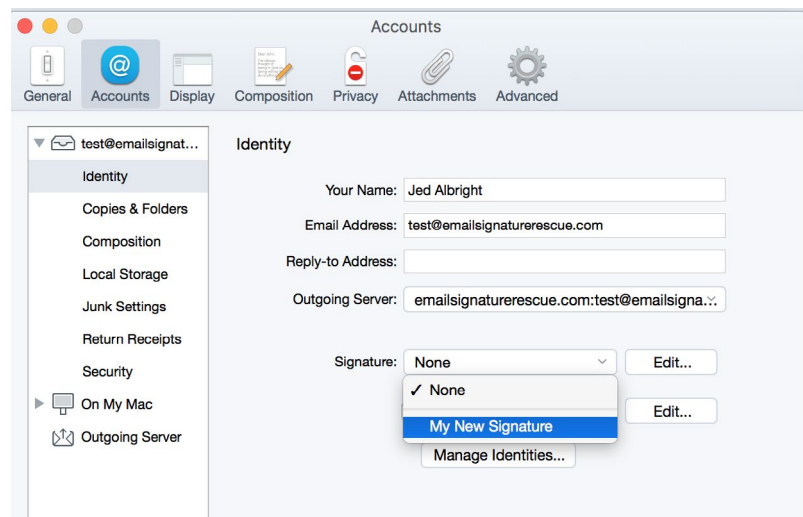 Accounts
General
Accounts
Display
Composition
Privacy
Attachments
Advanced
test@emailsignat...
Identity
Copies & Folders
Composition
Local Storage
Junk Settings
Return Receipts
Security
On My Mac
Outgoing Server
Identity
Your Name: Jed Albright
Email Address: test@emailsignaturerescue.com
Reply-to Address:
Outgoing Server: emailsignaturerescue.com:test@emailsigna...
Signature: None Edit...
✓ None
My New Signature
Edit...
Manage Identities...